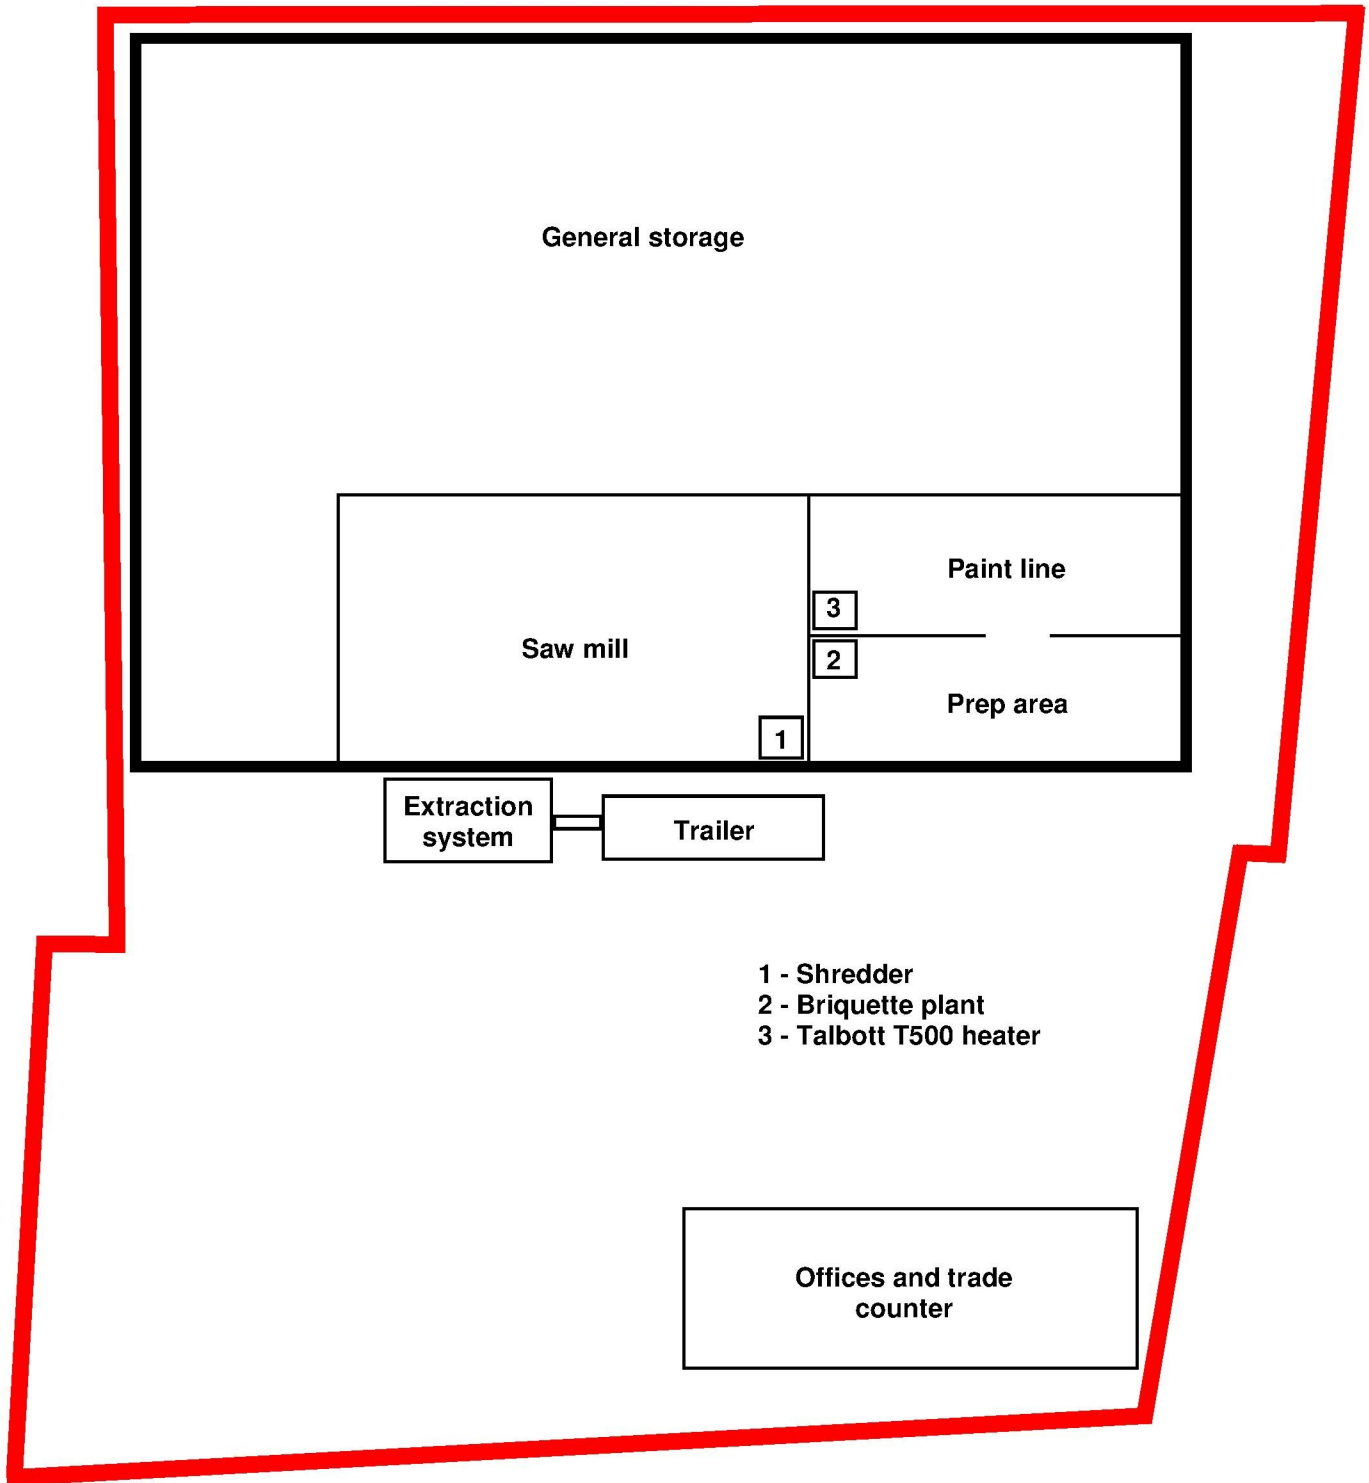 General storage
Paint line
3
Saw mill
2
Prep area
1
Extraction
system
Trailer
1 - Shredder
2 - Briquette plant
3 - Talbott T500 heater
Offices and trade
counter